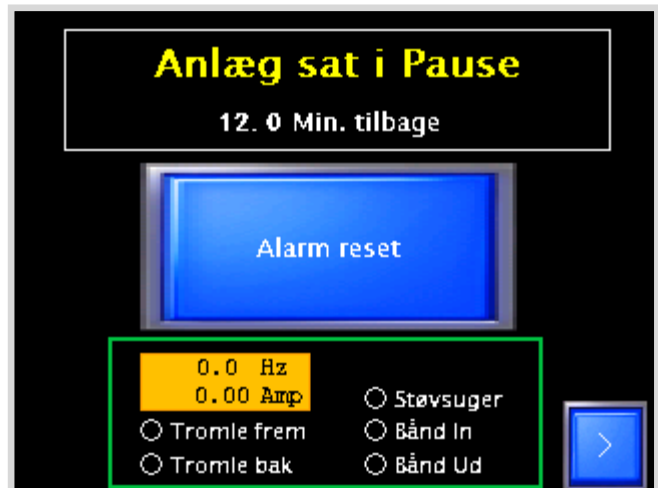 Anlæg sat i Pause
12. 0 Min. tilbage
Alarm reset
0.0 Hz
0.00 Amp
Støvsuger
Tromle frem
Bånd In
Tromle bak
Bånd Ud
>